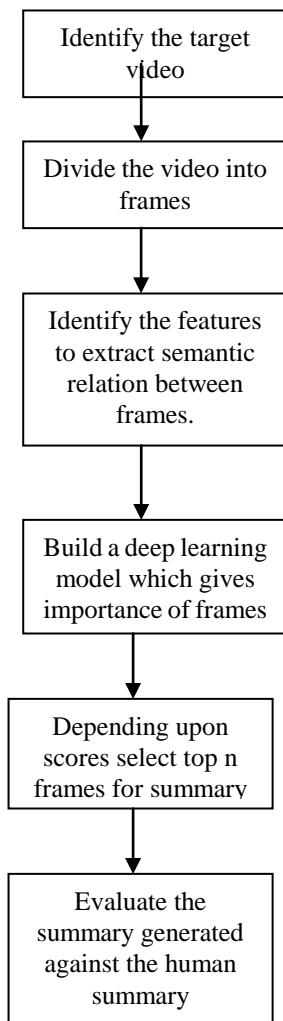 Identify the target
video
Divide the video into
frames
Identify the features
to extract semantic
relation between
frames.
Build a deep learning
model which gives
importance of frames
Depending upon
scores select top n
frames for summary
Evaluate the
summary generated
against the human
summary